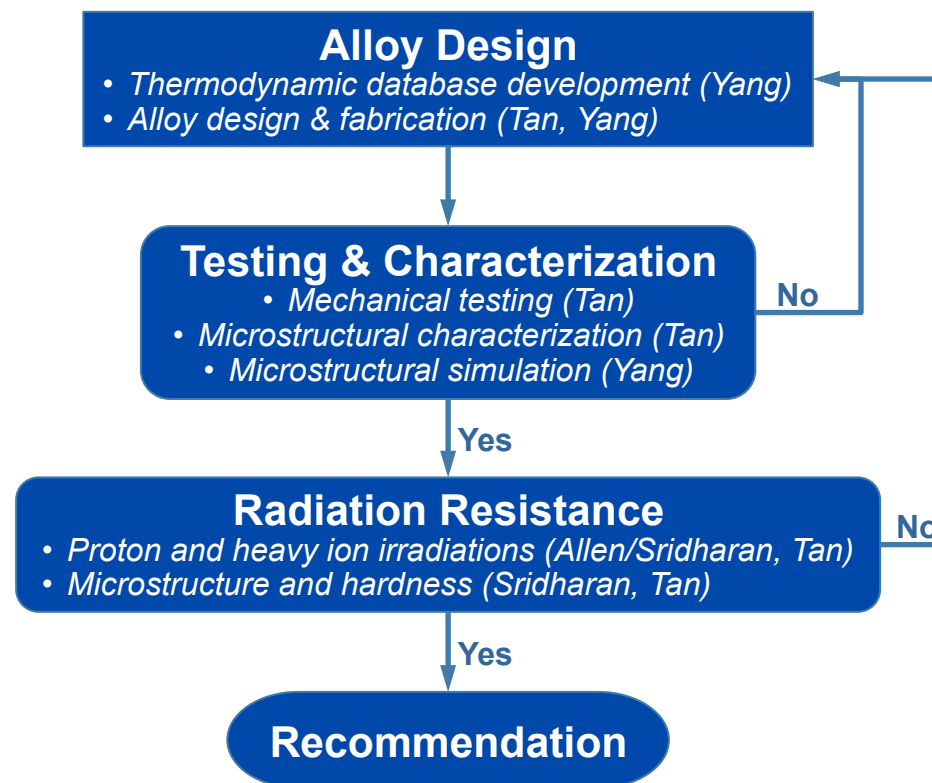 Alloy Design
• Thermodynamic database development (Yang)
• Alloy design & fabrication (Tan, Yang)
Testing & Characterization
• Mechanical testing (Tan)
• Microstructural characterization (Tan)
• Microstructural simulation (Yang)
No
Yes
Radiation Resistance
• Proton and heavy ion irradiations (Allen/Sridharan, Tan)
• Microstructure and hardness (Sridharan, Tan)
No
Yes
Recommendation